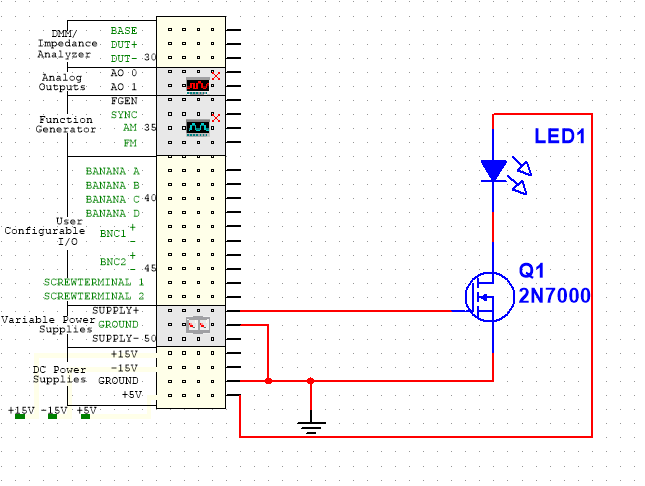 DMM/
Impedance
Analyzer
BASE
DUT+
DUT- 30
Analog
Outputs
AO 0
AO 1
FGEN
Function
Generator
SYNC
AM 35
FM
BANANA A
BANANA B
BANANA C 40
BANANA D
User
Configurable
I/O
BNC1 +
-
BNC2 +
- 45
SCREWTERMINAL 1
SCREWTERMINAL 2
Variable Power
Supplies
SUPPLY+
GROUND
SUPPLY- 50
DC Power
Supplies
+15V
-15V
GROUND
+5V
+15V -15V +5V
LED1
Q1
2N7000